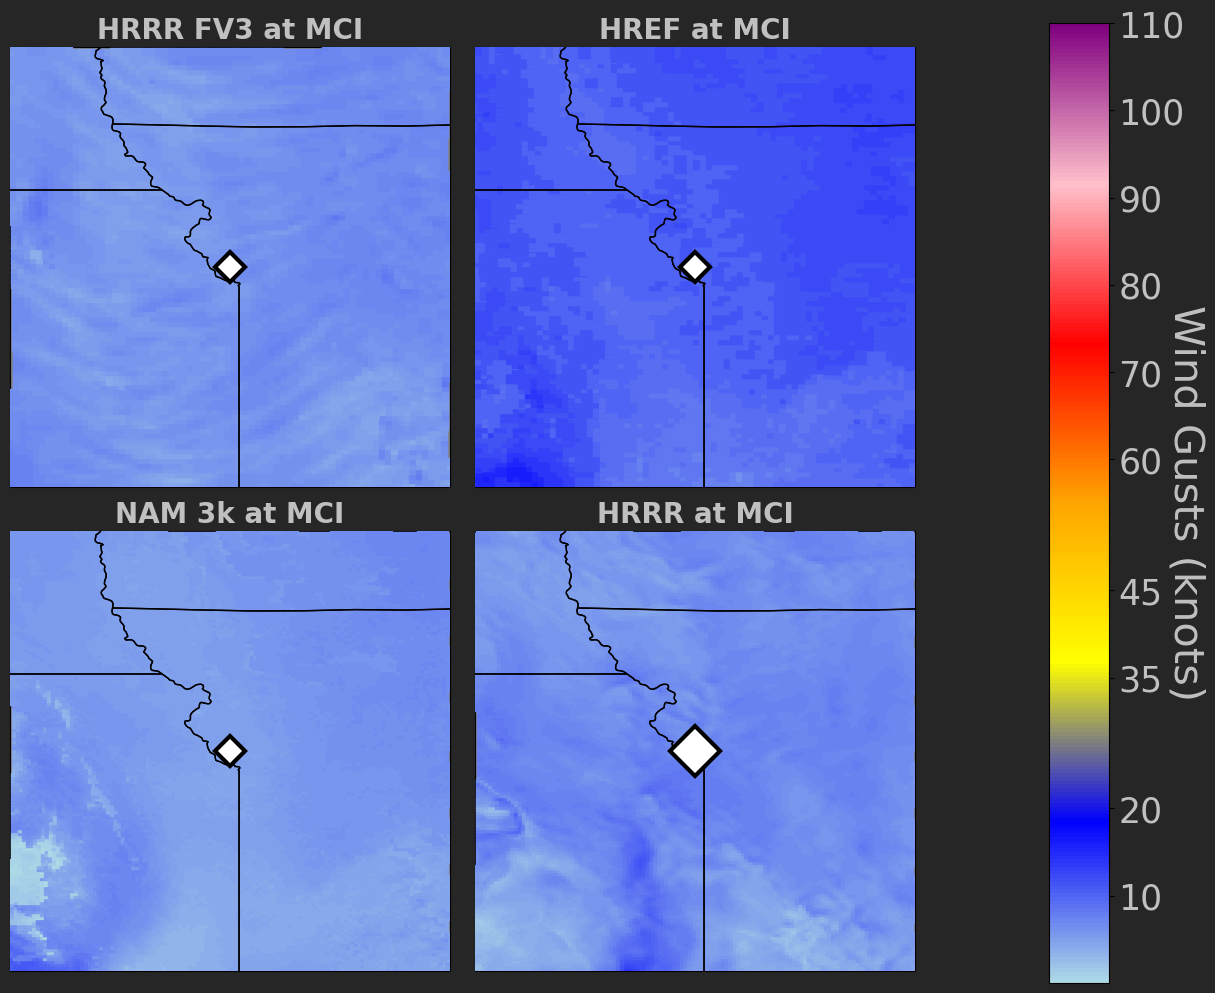 HRRR FV3 at MCI
HREF at MCI
NAM 3k at MCI
HRRR at MCI
110
100
90
80
70
60
45
35
20
10
Wind Gusts (knots)